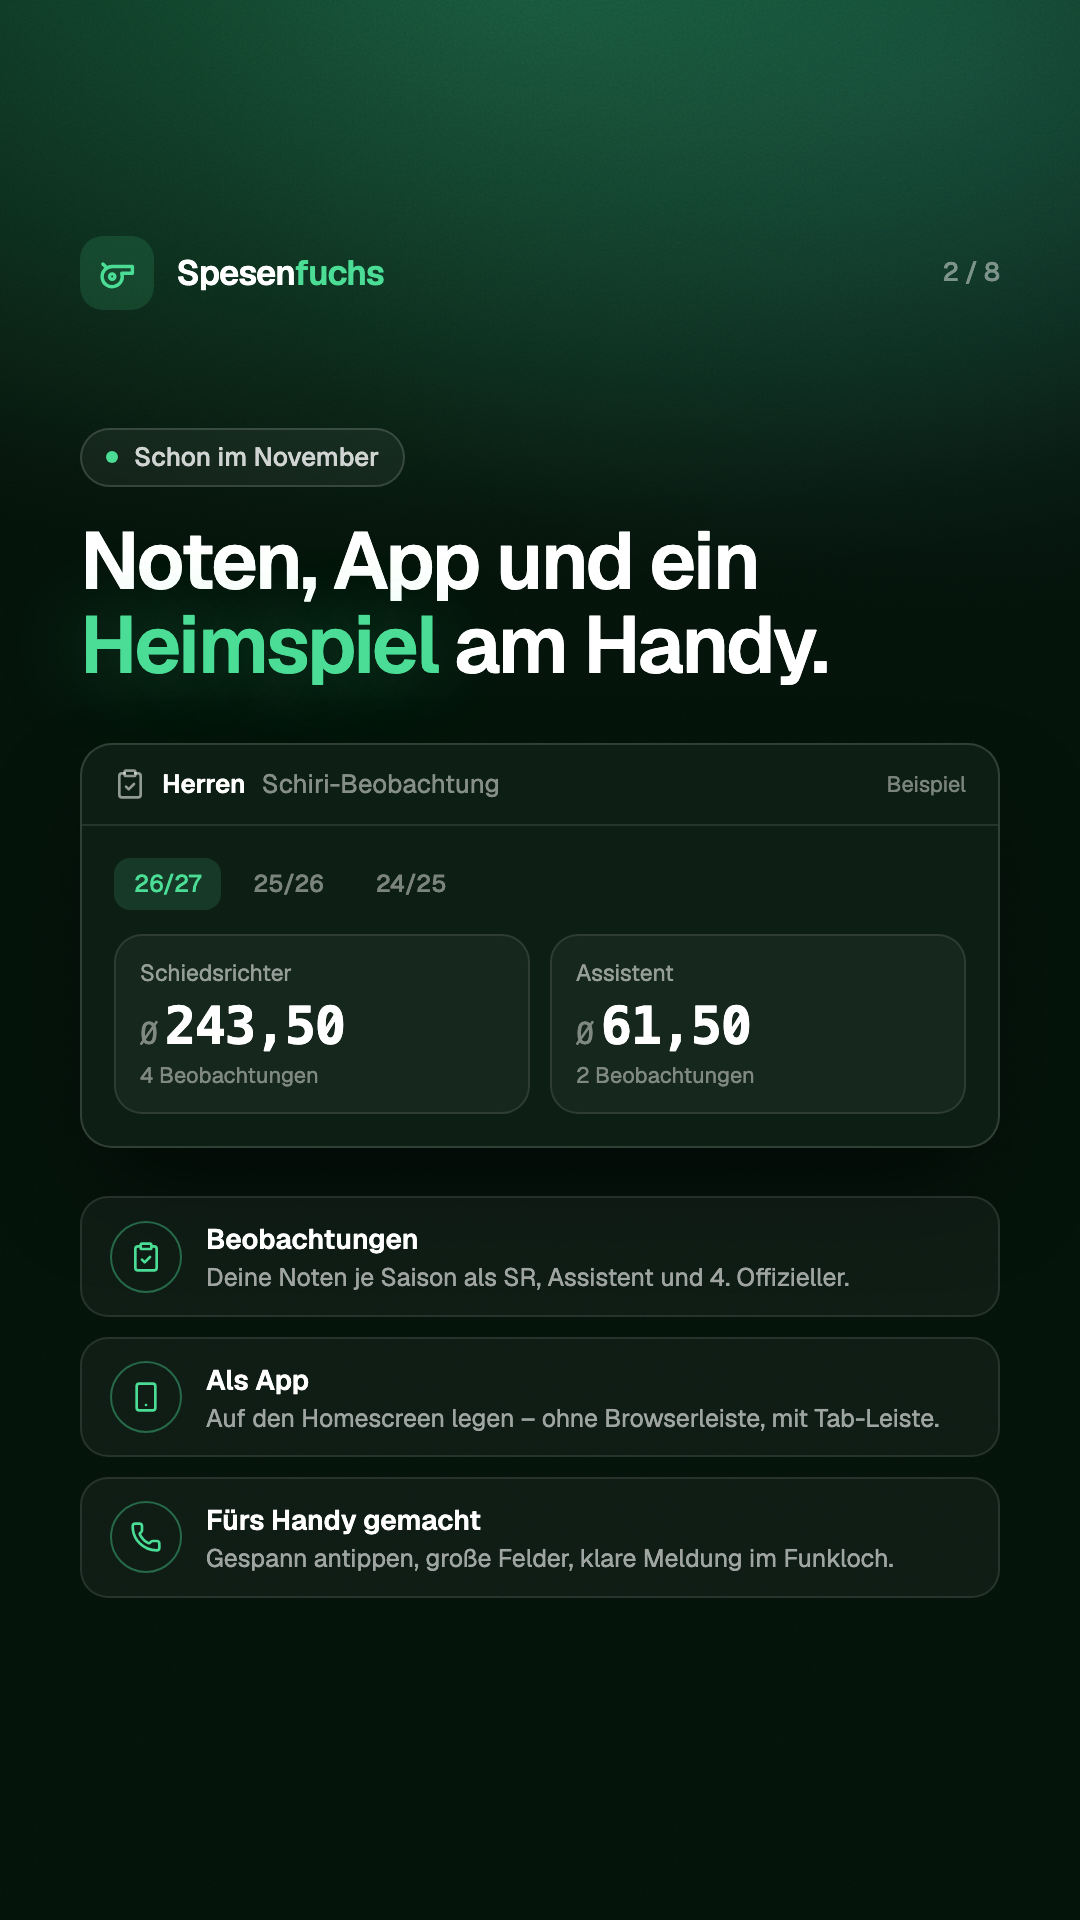 Spesenfuchs
2 / 8
Schon im November
Noten, App und ein
Heimspiel am Handy.
Herren Schiri-Beobachtung
Beispiel
26/27 25/26 24/25
Schiedsrichter
Ø 243,50
4 Beobachtungen
Assistent
Ø 61,50
2 Beobachtungen
Beobachtungen
Deine Noten je Saison als SR, Assistent und 4. Offizieller.
Als App
Auf den Homescreen legen – ohne Browserleiste, mit Tab-Leiste.
Fürs Handy gemacht
Gespann antippen, große Felder, klare Meldung im Funkloch.